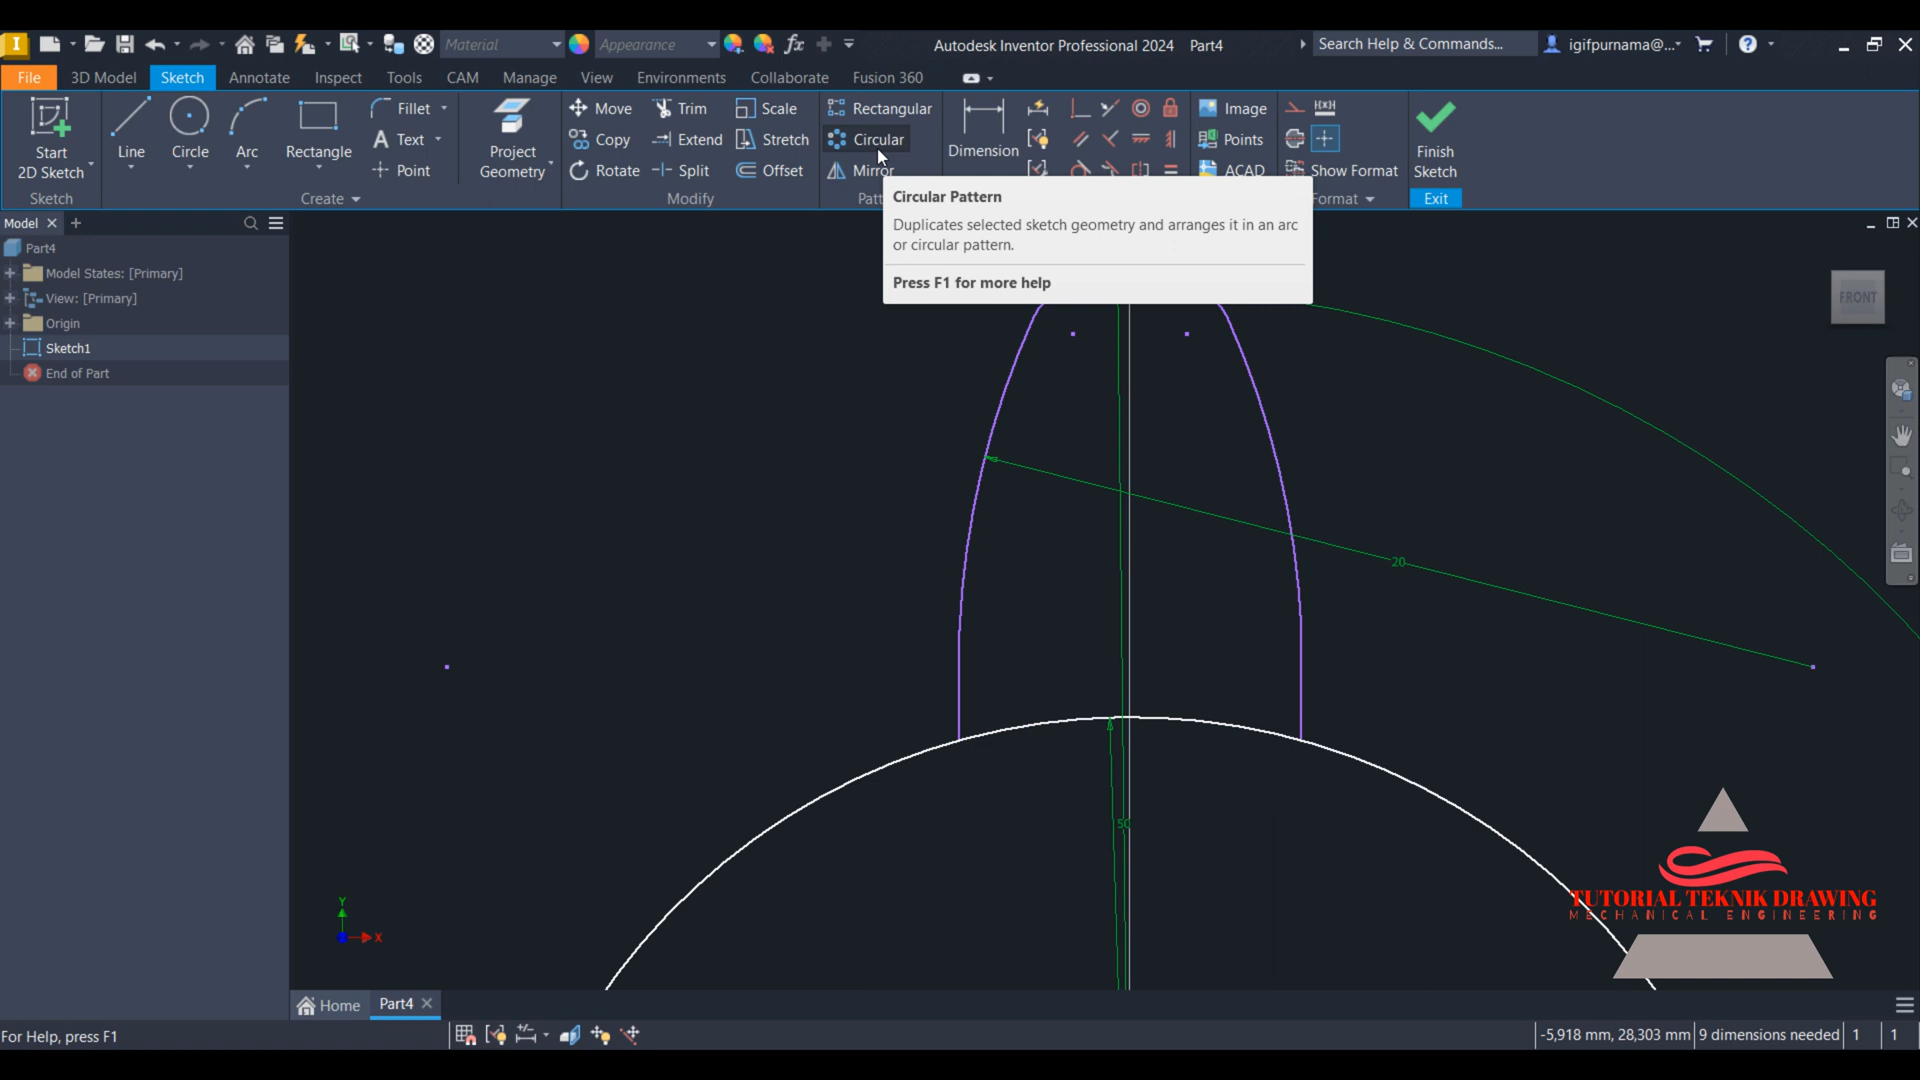 Material
Appearance
fx
Autodesk Inventor Professional 2024 Part4
Search Help & Commands...
igifpurnama@...
File 3D Model Sketch Annotate Inspect Tools CAM Manage View Environments Collaborate Fusion 360
Start
2D Sketch
Sketch
Line
Circle
Arc
Rectangle
Fillet
Text
Point
Create
Project
Geometry
Move
Copy
Rotate
Trim
Extend
Split
Scale
Stretch
Offset
Modify
Rectangular
Circular
Mirror
Patt
Dimension
Image
Points
ACAD
Show Format
Format
Finish
Sketch
Exit
Circular Pattern
Duplicates selected sketch geometry and arranges it in an arc
or circular pattern.
Press F1 for more help
Model
Part4
Model States: [Primary]
View: [Primary]
Origin
Sketch1
End of Part
FRONT
20
50
Y
X
TUTORIAL TEKNIK DRAWING
MECHANICAL ENGINEERING
Home
Part4
For Help, press F1
-5,918 mm, 28,303 mm
9 dimensions needed
1
1